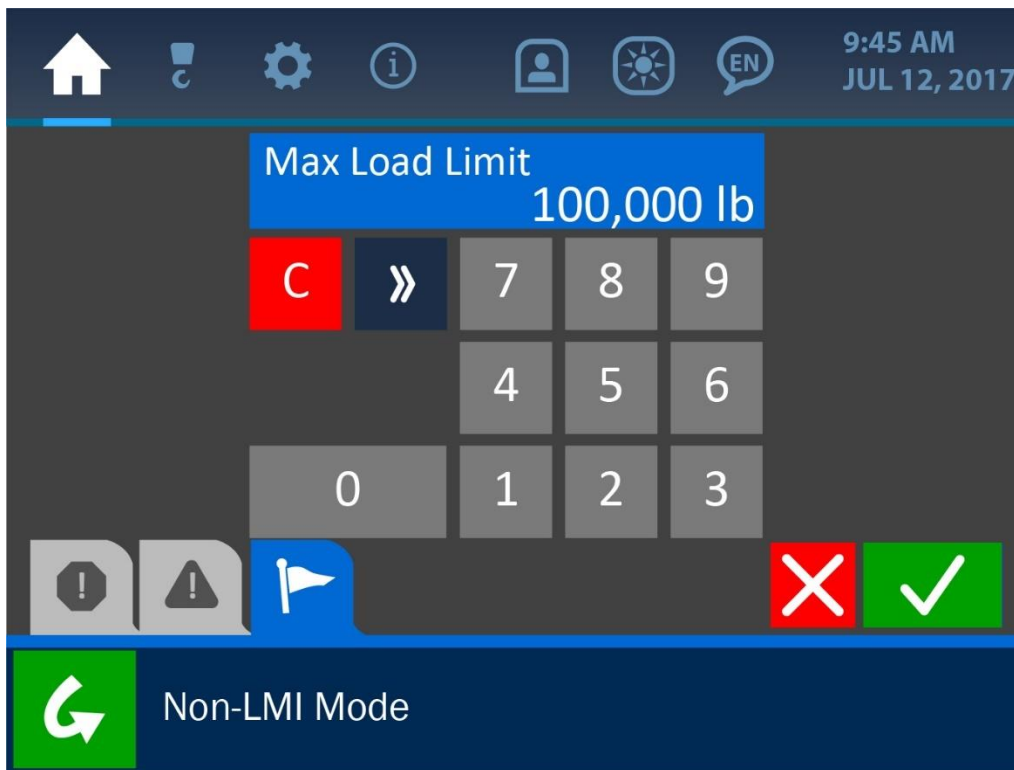 EN
9:45 AM
JUL 12, 2017
Max Load Limit
100,000 lb
C » 7 8 9
4 5 6
0 1 2 3
Non-LMI Mode